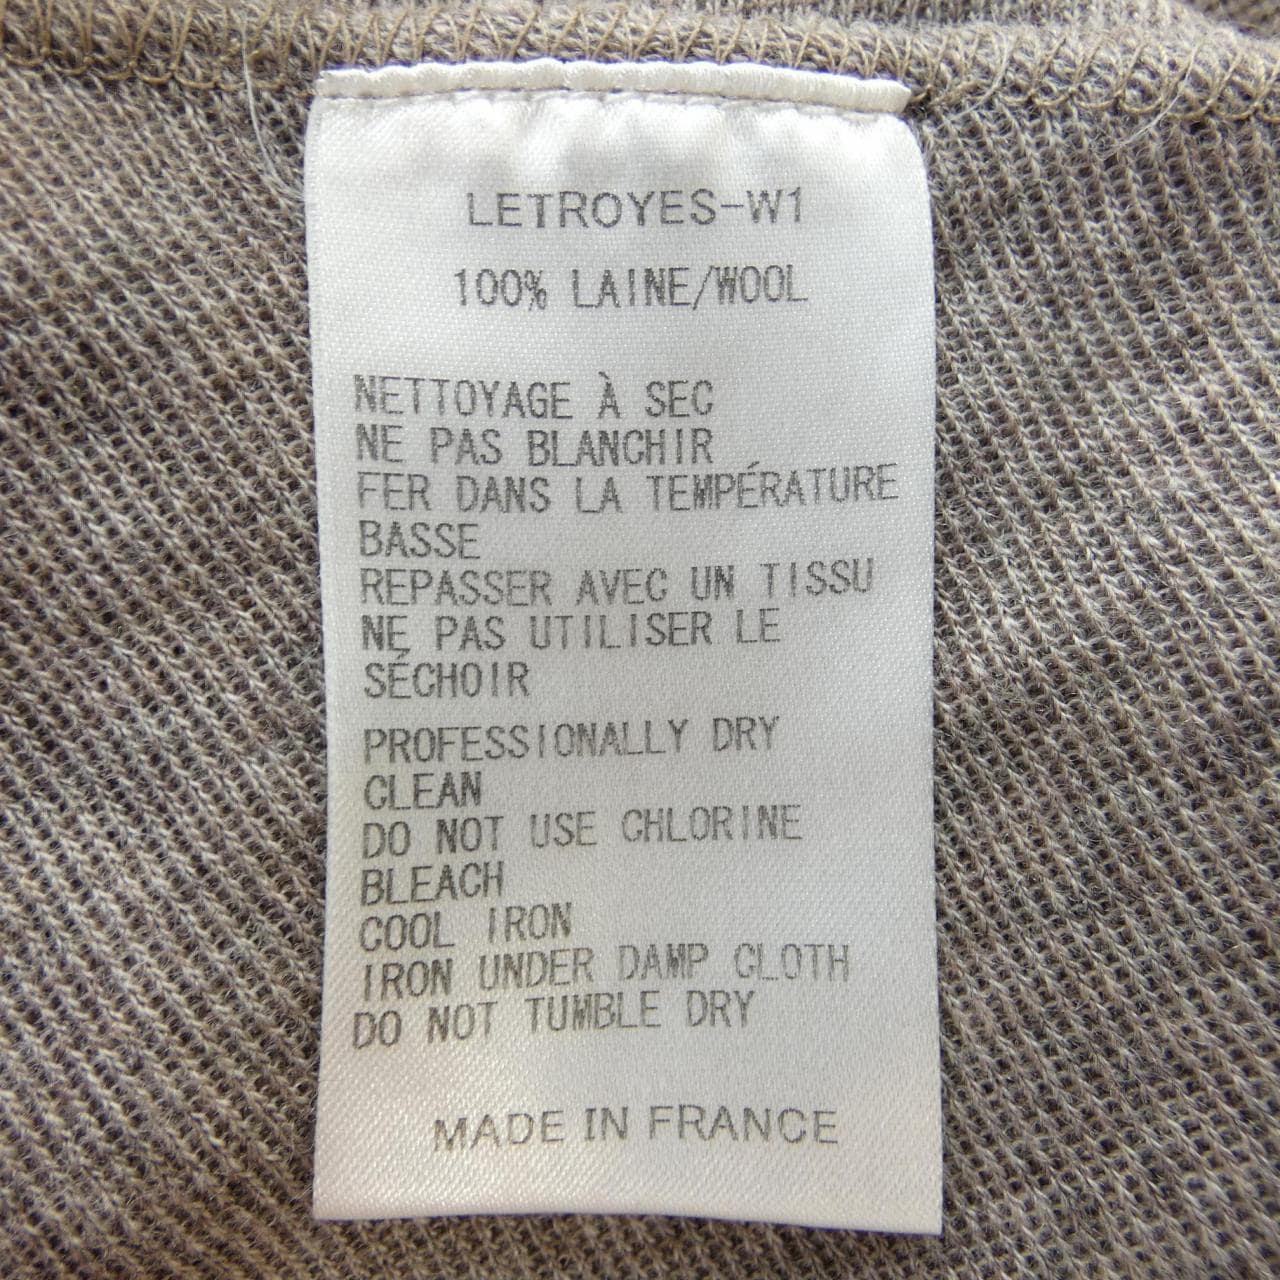 LETROYES-W1
100% LAINE/WOOL
NETTOYAGE À SEC
NE PAS BLANCHIR
FER DANS LA TEMPÉRATURE
BASSE
REPASSER AVEC UN TISSU
NE PAS UTILISER LE
SÉCHOIR
PROFESSIONALLY DRY
CLEAN
DO NOT USE CHLORINE
BLEACH
COOL IRON
IRON UNDER DAMP CLOTH
DO NOT TUMBLE DRY
MADE IN FRANCE